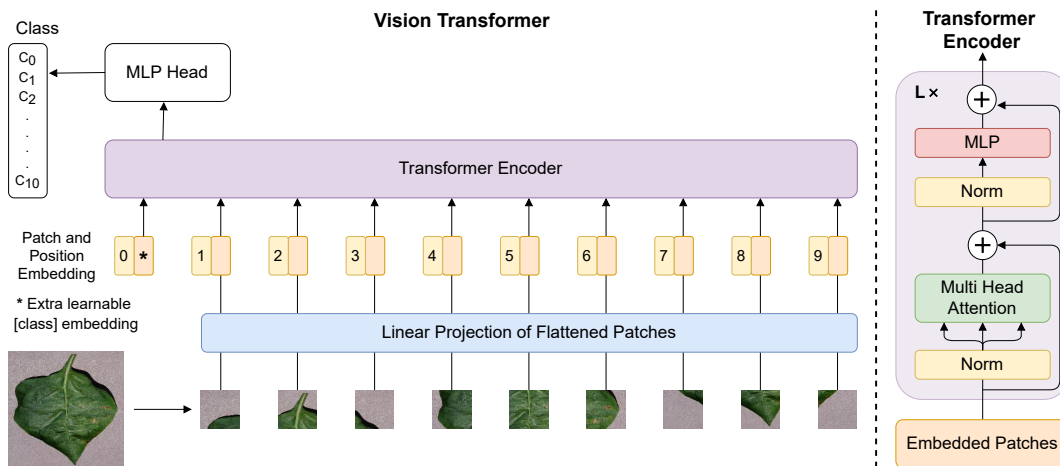 Vision Transformer
Class
C0
C1
C2
.
.
.
.
C10
MLP Head
Transformer Encoder
Patch and
Position
Embedding
0 *
1
2
3
4
5
6
7
8
9
* Extra learnable
[class] embedding
Linear Projection of Flattened Patches
Transformer
Encoder
L ×
+
MLP
Norm
+
Multi Head
Attention
Norm
Embedded Patches